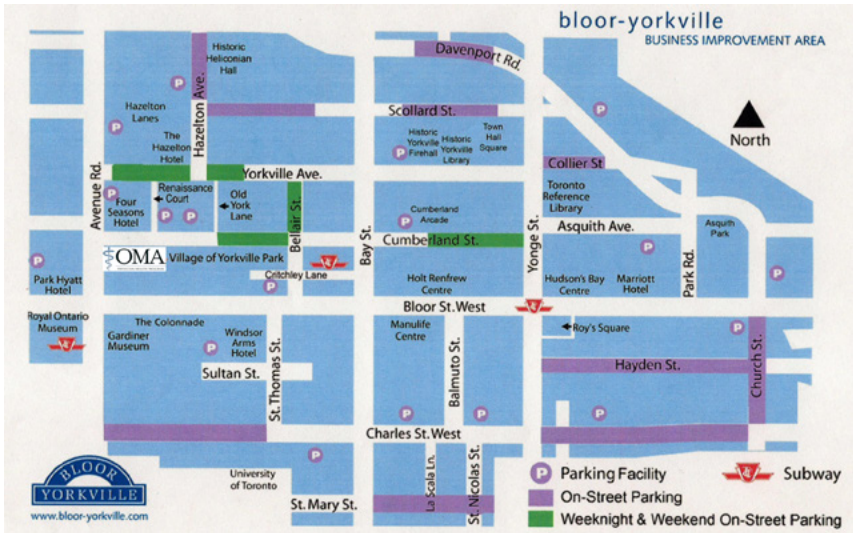 bloor-yorkville
BUSINESS IMPROVEMENT AREA
North
Davenport Rd.
Historic
Heliconian
Hall
Hazelton Ave.
P
P
P
Hazelton
Lanes
The
Hazelton
Hotel
Scollard St.
Historic
Yorkville
Firehall
Historic
Yorkville
Library
Town
Hall
Square
P
P
Collier St
Yorkville Ave.
Avenue Rd.
P
Four
Seasons
Hotel
Renaissance
Court
P
P
Old
York
Lane
Bellair St.
Bay St.
P
Cumberland
Arcade
Cumberland St.
Yonge St.
Toronto
Reference
Library
Asquith Ave.
Asquith
Park
Park Rd.
P
P
OMA
Village of Yorkville Park
Critchley Lane
P
P
Park Hyatt
Hotel
Holt Renfrew
Centre
Hudson's Bay
Centre
Marriott
Hotel
Bloor St. West
Royal Ontario
Museum
The Colonnade
Gardiner
Museum
Windsor
Arms
Hotel
P
Sultan St.
St. Thomas St.
Manulife
Centre
Balmuto St.
Roy's Square
P
Hayden St.
Church St.
P
P
P
Charles St. West
P
University
of Toronto
St. Mary St.
La Scala Ln.
St. Nicolas St.
BLOOR
YORKVILLE
www.bloor-yorkville.com
P Parking Facility
Subway
On-Street Parking
Weeknight & Weekend On-Street Parking